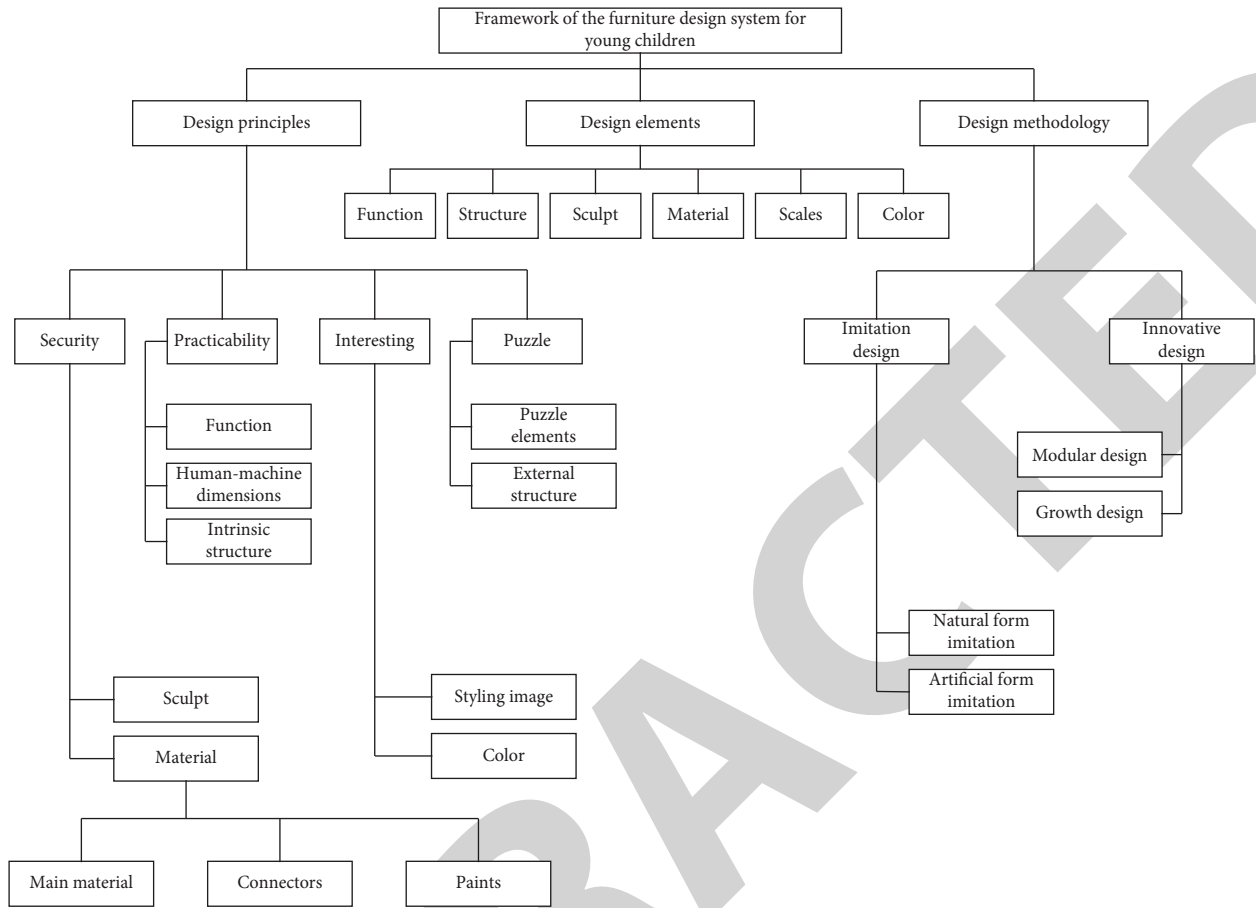 Framework of the furniture design system for
young children
Design principles
Design elements
Design methodology
Function
Structure
Sculpt
Material
Scales
Color
Security
Practicability
Interesting
Puzzle
Imitation
design
Innovative
design
Function
Human-machine
dimensions
Intrinsic
structure
Puzzle
elements
External
structure
Modular design
Growth design
Natural form
imitation
Artificial form
imitation
Sculpt
Material
Styling image
Color
Main material
Connectors
Paints